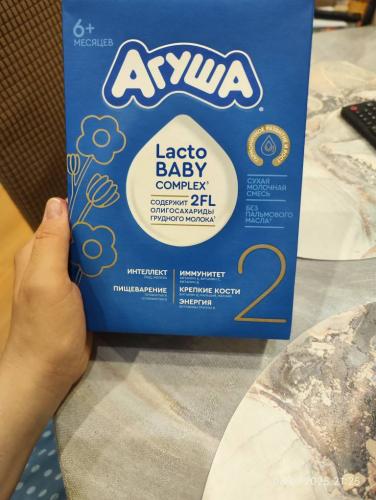 6+
МЕСЯЦЕВ
АГУША
®
Lacto
BABY
COMPLEX
СОДЕРЖИТ 2FL
ОЛИГОСАХАРИДЫ
ГРУДНОГО МОЛОКА
СУХАЯ
МОЛОЧНАЯ
СМЕСЬ
БЕЗ
ПАЛЬМОВОГО
МАСЛА
ИНТЕЛЛЕКТ
ИММУНИТЕТ
ПИЩЕВАРЕНИЕ
КРЕПКИЕ КОСТИ
ЭНЕРГИЯ
2